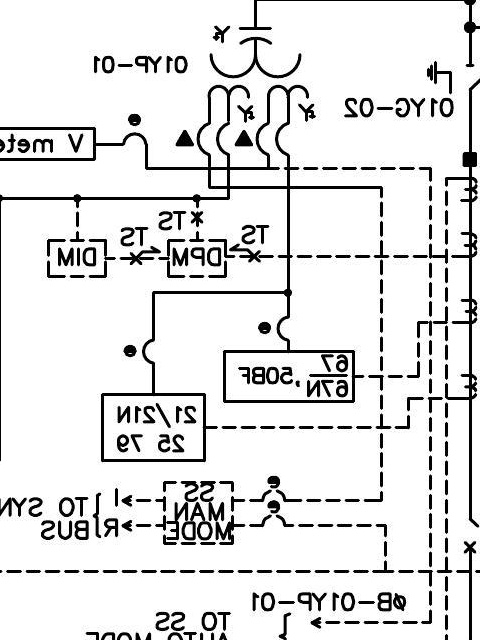 01YP-01
01YG-02
V mete
TS
TS
TS
DIM
DPM
67
67N
,50BF
21/21N
25 79
SS
MAN
MODE
I
TO SYN
R
BUS
ØB-01YP1-01
TO SS
AUTO MODE